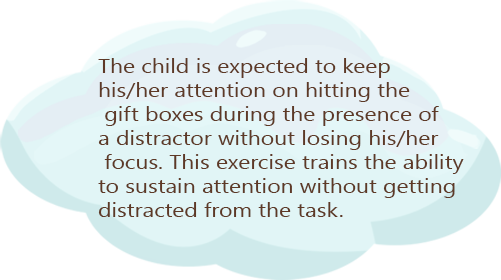 The child is expected to keep
his/her attention on hitting the
gift boxes during the presence of
a distractor without losing his/her
focus. This exercise trains the ability
to sustain attention without getting
distracted from the task.